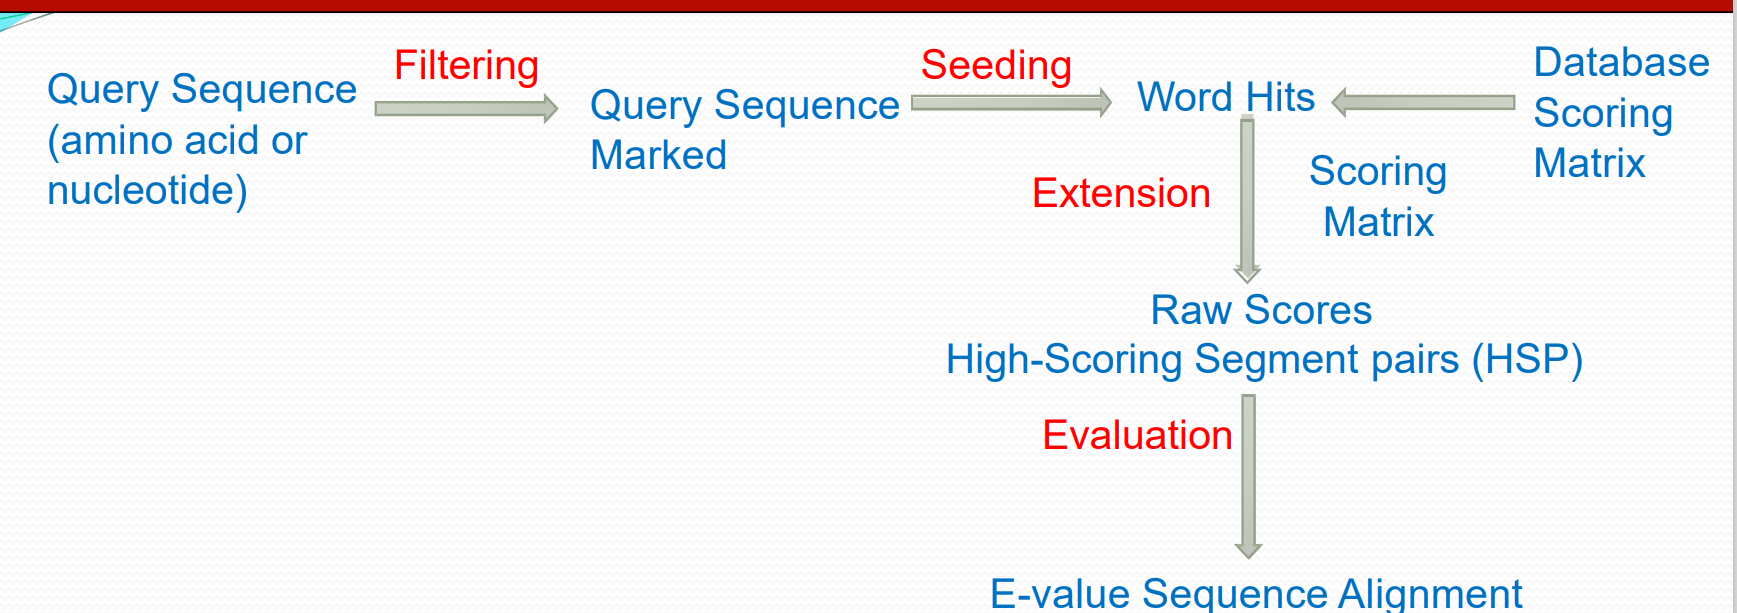 Filtering
Query Sequence
(amino acid or
nucleotide)
Query Sequence
Marked
Seeding
Word Hits
Database
Scoring
Matrix
Extension
Scoring
Matrix
Raw Scores
High-Scoring Segment pairs (HSP)
Evaluation
E-value Sequence Alignment